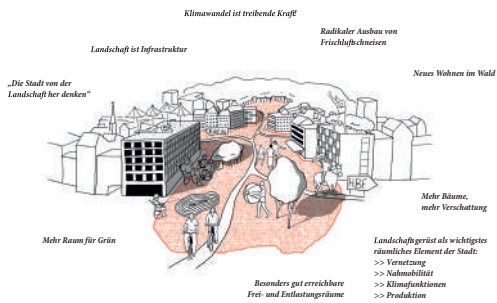 Klimawandel ist treibende Kraft!
Radikaler Ausbau von
Frischluftschneisen
Landschaft ist Infrastruktur
Neues Wohnen im Wald
„Die Stadt von der
Landschaft her denken“
HBF
Mehr Bäume,
mehr Verschattung
Mehr Raum für Grün
Landschaftsgerüst als wichtigstes
räumliches Element der Stadt:
>> Vernetzung
>> Nahmobilität
>> Klimafunktionen
>> Produktion
Besonders gut erreichbare
Frei- und Entlastungsräume